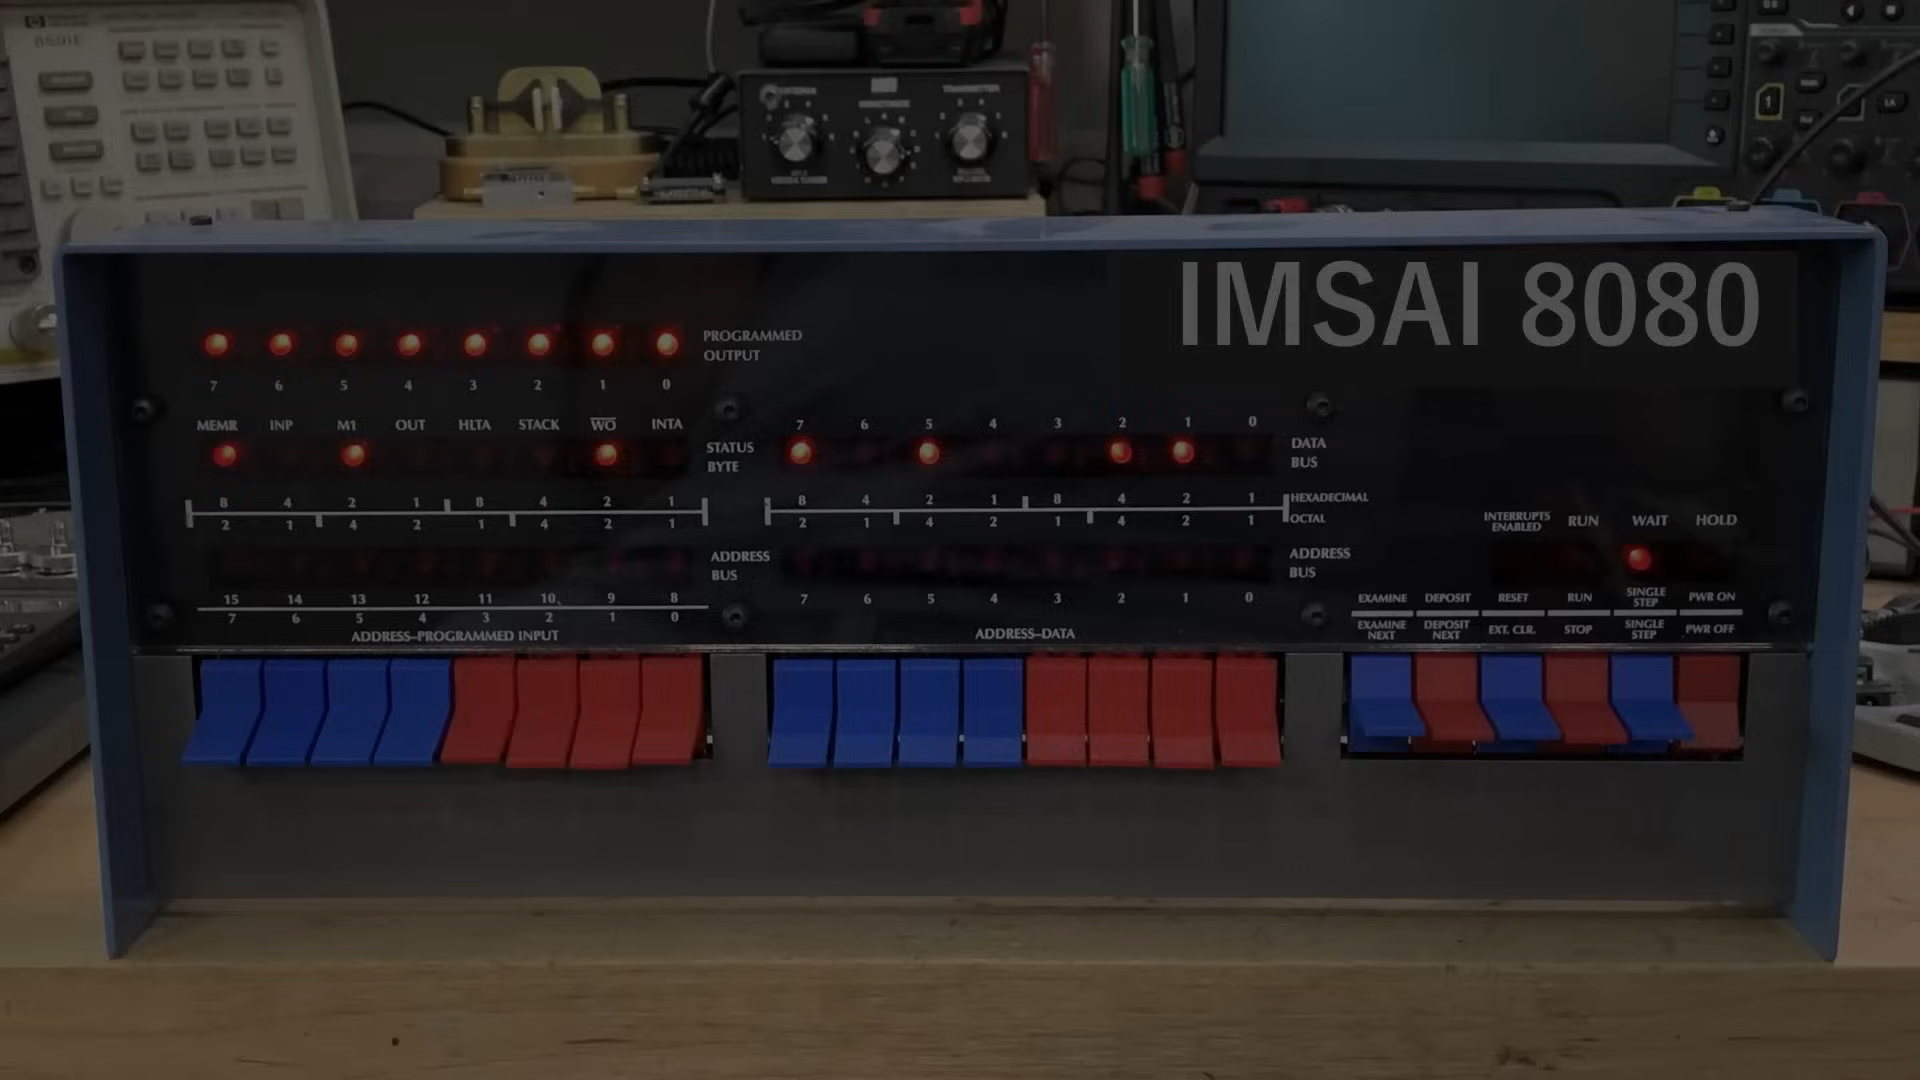 8591E
IMSAI 8080
PROGRAMMED
OUTPUT
7 6 5 4 3 2 1 0
MEMR INP M1 OUT HLTA STACK WO INTA
STATUS
BYTE
7 6 5 4 3 2 1 0
DATA
BUS
8 4 2 1 8 4 2 1
2 1 4 2 1 4 2 1
8 4 2 1 8 4 2 1
2 1 4 2 1 4 2 1
HEXADECIMAL
OCTAL
ADDRESS
BUS
ADDRESS
BUS
INTERRUPTS
ENABLED
RUN WAIT HOLD
15 14 13 12 11 10 9 8
7 6 5 4 3 2 1 0
ADDRESS–PROGRAMMED INPUT
7 6 5 4 3 2 1 0
ADDRESS–DATA
EXAMINE DEPOSIT RESET RUN SINGLE STEP PWR ON
EXAMINE NEXT DEPOSIT NEXT EXT. CLR. STOP SINGLE STEP PWR OFF